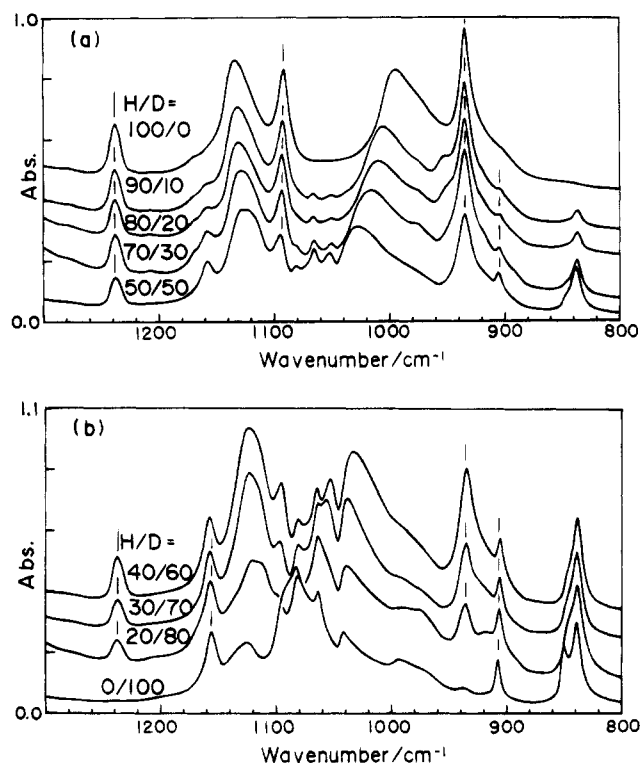 (a)
1.0
H/D=
100/0
90/10
80/20
70/30
50/50
Abs.
0.0
1200 1100 1000 900 800
Wavenumber/cm⁻¹
(b)
1.1
H/D=
40/60
30/70
20/80
0/100
Abs.
0.0
1200 1100 1000 900 800
Wavenumber/cm⁻¹